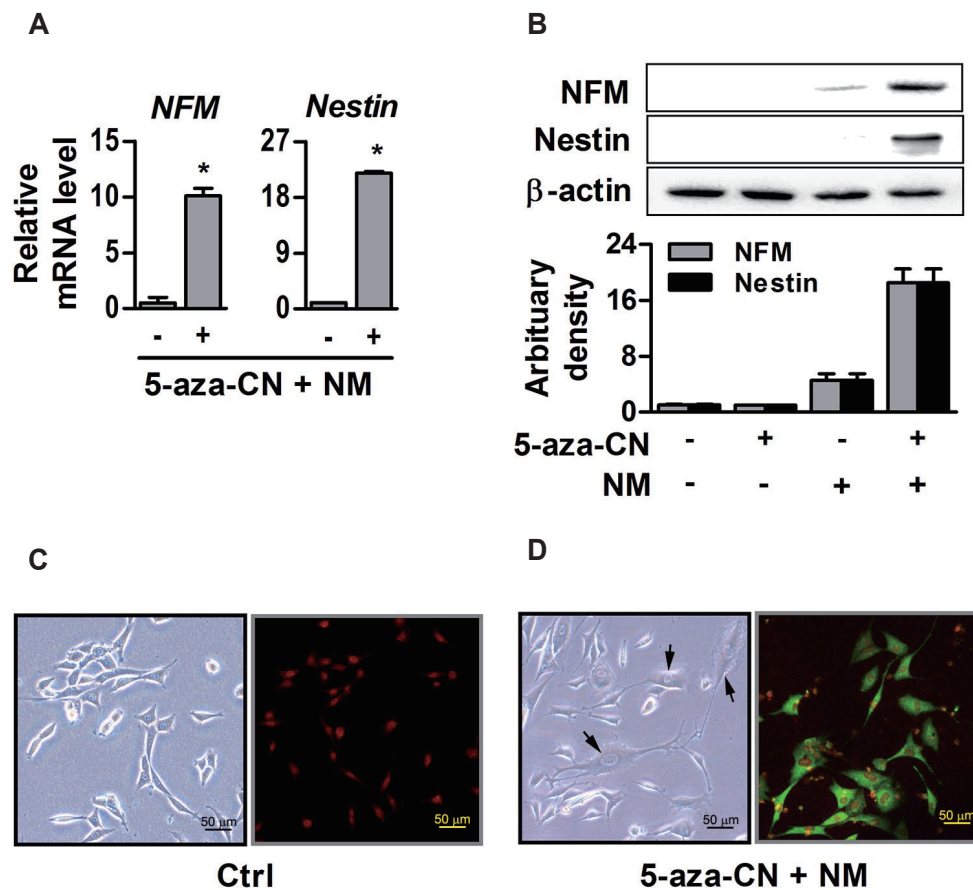 A
NFM Nestin
Relative
mRNA level
15
10
5
0
27
18
9
0
* *
- + - +
5-aza-CN + NM
B
NFM
Nestin
β-actin
Arbituary
density
24
16
8
0
NFM
Nestin
5-aza-CN - + - +
NM - - + +
C
50 μm 50 μm
Ctrl
D
50 μm 50 μm
5-aza-CN + NM